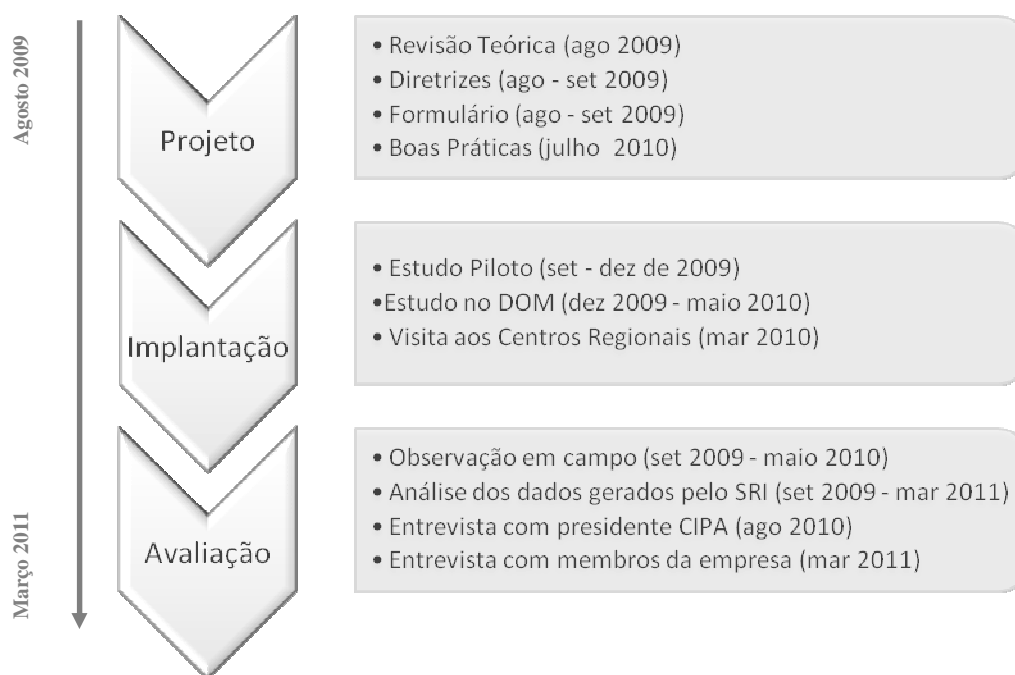 Agosto 2009
Projeto
• Revisão Teórica (ago 2009)
• Diretrizes (ago - set 2009)
• Formulário (ago - set 2009)
• Boas Práticas (julho 2010)
Implantação
• Estudo Piloto (set - dez de 2009)
•Estudo no DOM (dez 2009 - maio 2010)
• Visita aos Centros Regionais (mar 2010)
Avaliação
• Observação em campo (set 2009 - maio 2010)
• Análise dos dados gerados pelo SRI (set 2009 - mar 2011)
• Entrevista com presidente CIPA (ago 2010)
• Entrevista com membros da empresa (mar 2011)
Março 2011